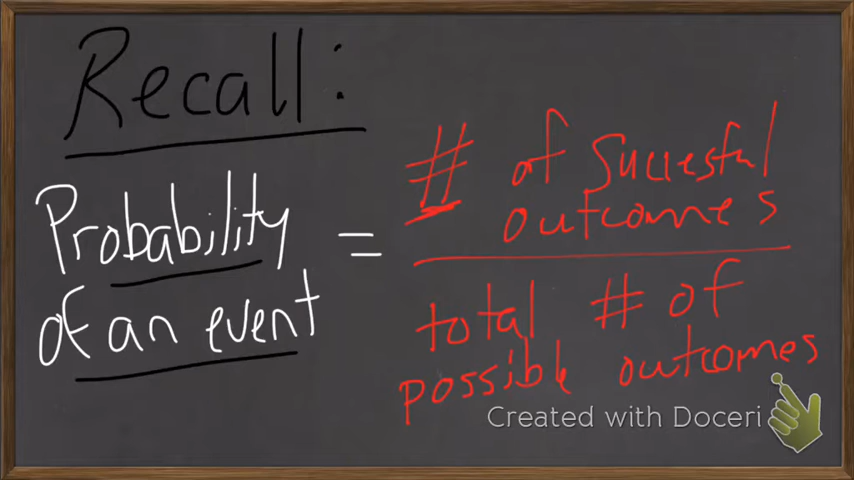 Recall:
Probability
of an event
=
# of Succesful
outcomes
total # of
possible outcomes
Created with Doceri